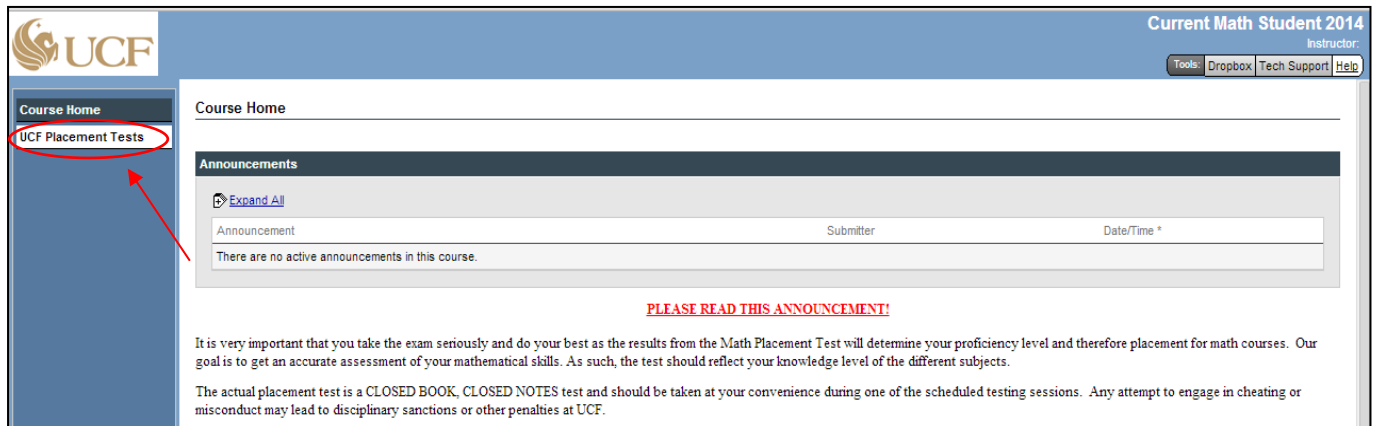 UCF
Current Math Student 2014
Instructor:
Tools: Dropbox Tech Support Help
Course Home
UCF Placement Tests
Course Home
Announcements
Expand All
Announcement Submitter Date/Time *
There are no active announcements in this course.
PLEASE READ THIS ANNOUNCEMENT!
It is very important that you take the exam seriously and do your best as the results from the Math Placement Test will determine your proficiency level and therefore placement for math courses. Our
goal is to get an accurate assessment of your mathematical skills. As such, the test should reflect your knowledge level of the different subjects.
The actual placement test is a CLOSED BOOK, CLOSED NOTES test and should be taken at your convenience during one of the scheduled testing sessions. Any attempt to engage in cheating or
misconduct may lead to disciplinary sanctions or other penalties at UCF.